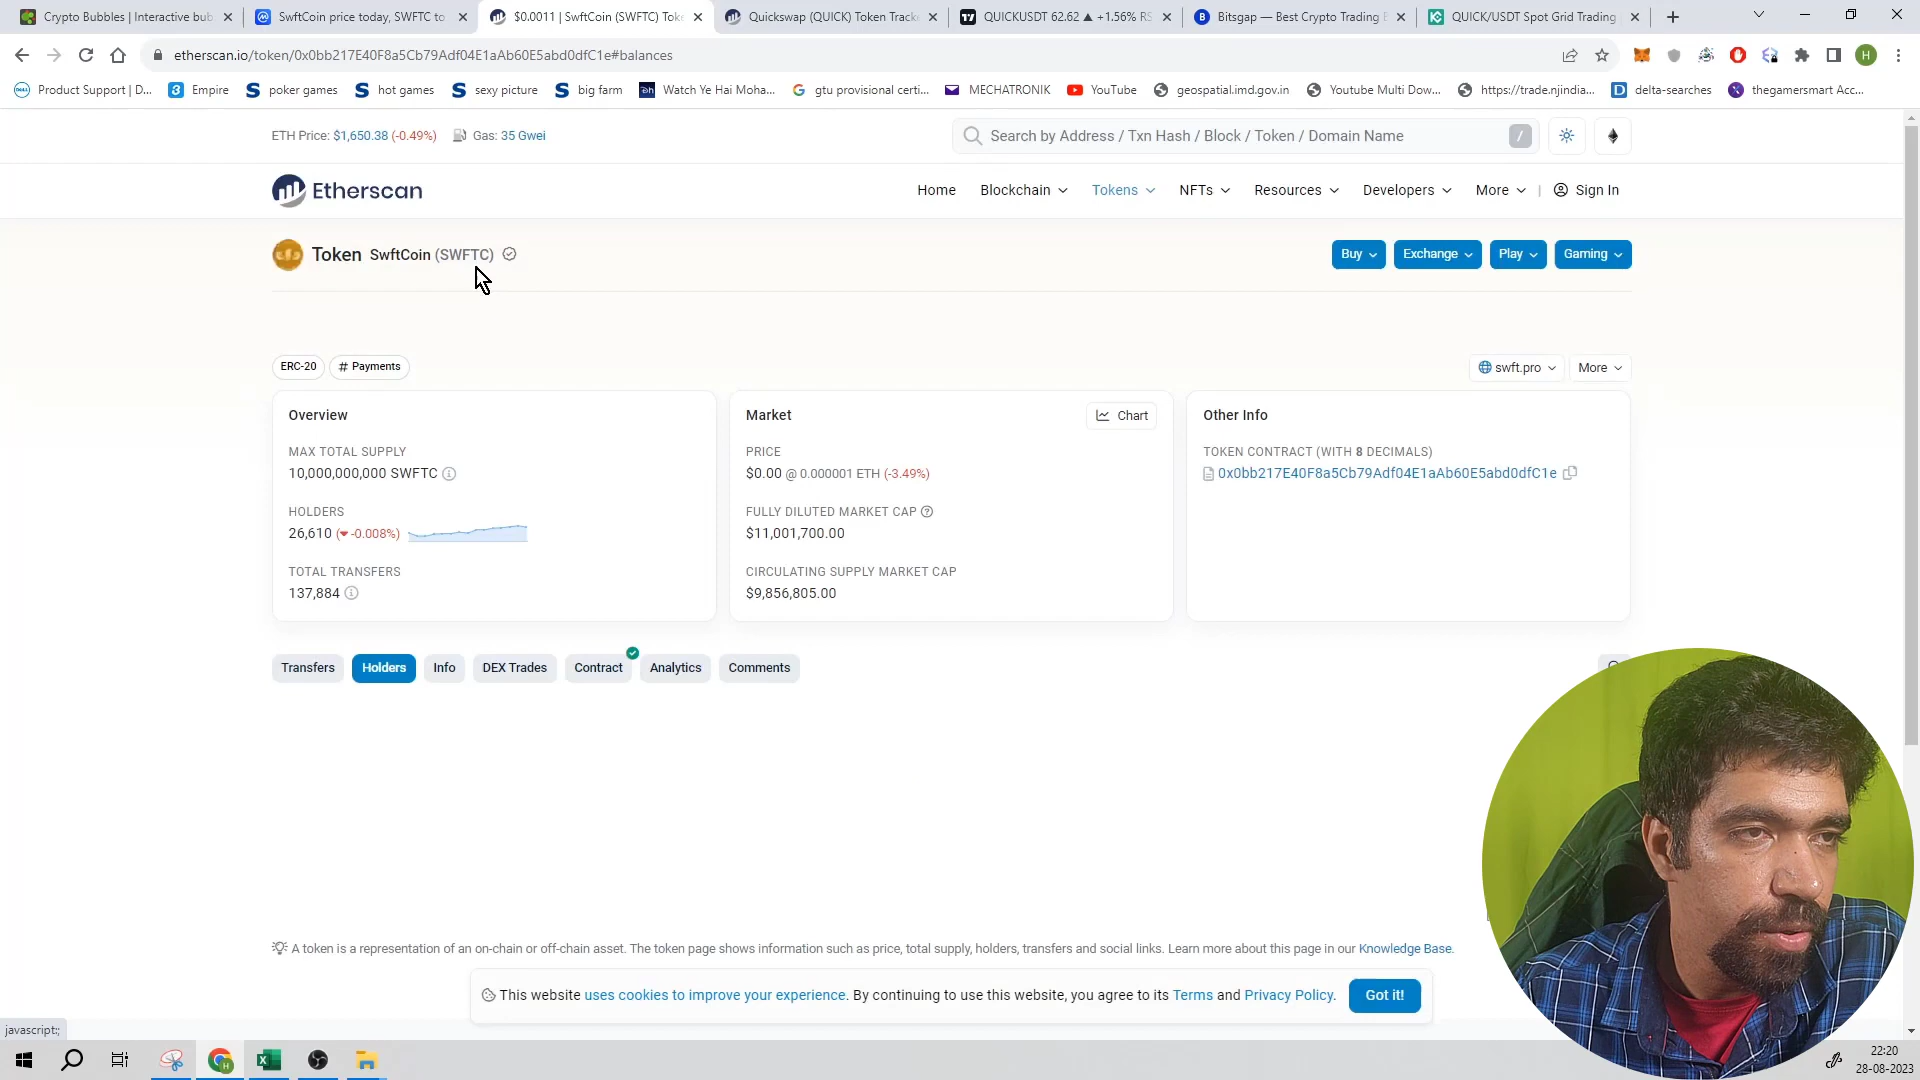 Crypto Bubbles | Interactive bub
SwftCoin price today, SWFTC to
$0.0011 | SwftCoin (SWFTC) Toke
Quickswap (QUICK) Token Tracke
QUICKUSDT 62.62 ▲ +1.56% RS
Bitsgap — Best Crypto Trading B
QUICK/USDT Spot Grid Trading
etherscan.io/token/0x0bb217E40F8a5Cb79Adf04E1aAb60E5abd0dfC1e#balances
H
Product Support | D...
Empire
poker games
hot games
sexy picture
big farm
Watch Ye Hai Moha...
gtu provisional certi...
MECHATRONIK
YouTube
geospatial.imd.gov.in
Youtube Multi Dow...
https://trade.njindia...
delta-searches
thegamersmart Acc...
ETH Price: $1,650.38 (-0.49%) Gas: 35 Gwei
Search by Address / Txn Hash / Block / Token / Domain Name /
Etherscan
Home Blockchain Tokens NFTs Resources Developers More | Sign In
Token SwftCoin (SWFTC)
Buy Exchange Play Gaming
ERC-20 # Payments
swft.pro More
Overview
MAX TOTAL SUPPLY
10,000,000,000 SWFTC
HOLDERS
26,610 (-0.008%)
TOTAL TRANSFERS
137,884
Market Chart
PRICE
$0.00 @ 0.000001 ETH (-3.49%)
FULLY DILUTED MARKET CAP
$11,001,700.00
CIRCULATING SUPPLY MARKET CAP
$9,856,805.00
Other Info
TOKEN CONTRACT (WITH 8 DECIMALS)
0x0bb217E40F8a5Cb79Adf04E1aAb60E5abd0dfC1e
Transfers Holders Info DEX Trades Contract Analytics Comments
A token is a representation of an on-chain or off-chain asset. The token page shows information such as price, total supply, holders, transfers and social links. Learn more about this page in our Knowledge Base.
This website uses cookies to improve your experience. By continuing to use this website, you agree to its Terms and Privacy Policy. Got it!
javascript:;
22:20
28-08-2023